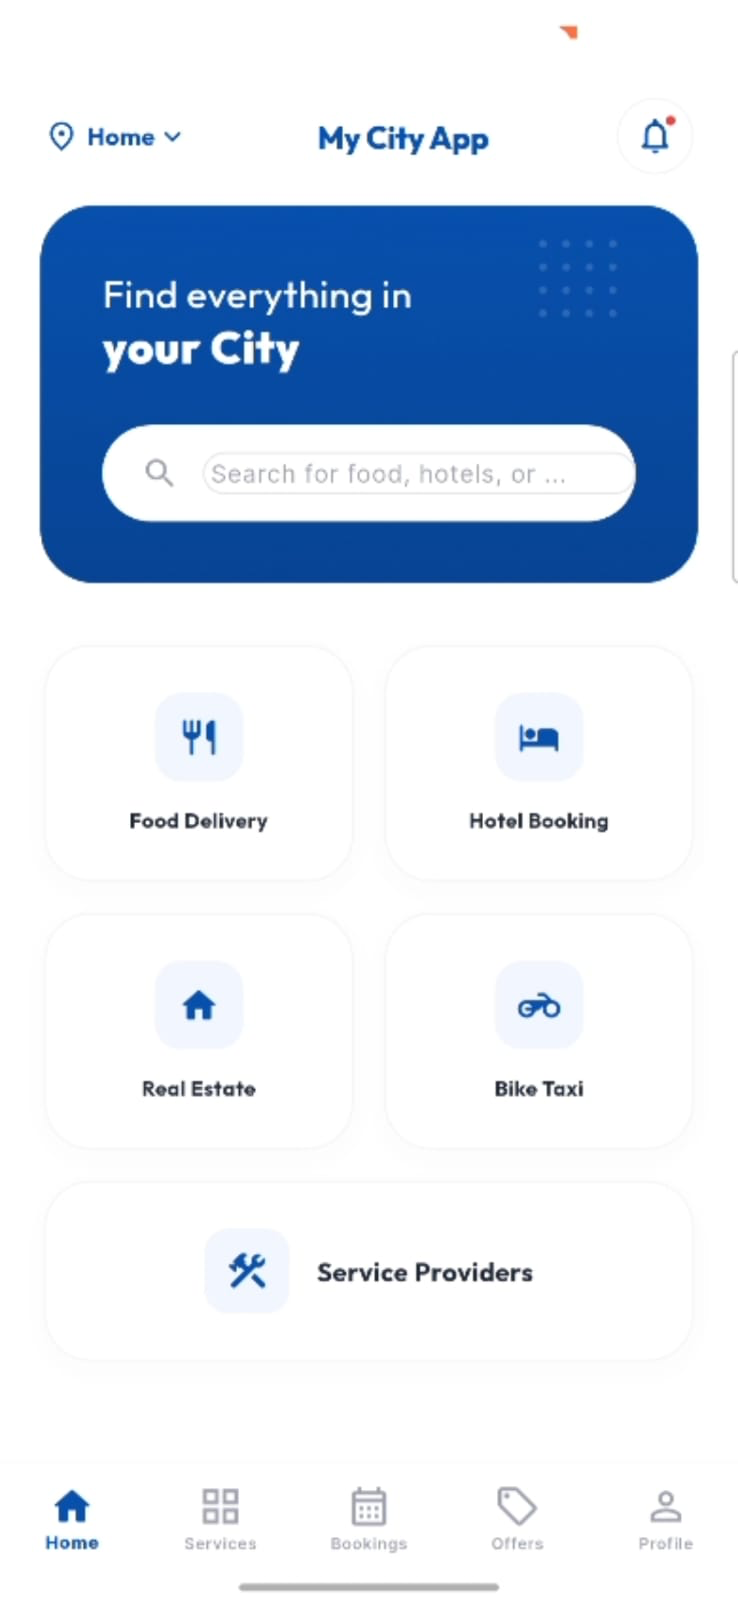 Home
My City App
Find everything in
your City
Search for food, hotels, or ...
Food Delivery
Hotel Booking
Real Estate
Bike Taxi
Service Providers
Home
Services
Bookings
Offers
Profile